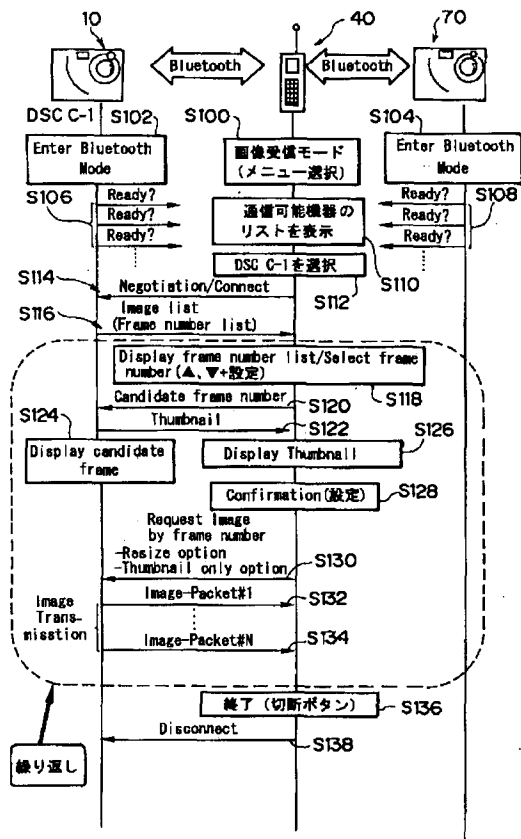 10
40
70
Bluetooth
Bluetooth
DSC C-1
S102
S100
S104
Enter Bluetooth
Mode
画像受信モード
(メニュー選択)
Enter Bluetooth
Mode
S106
Ready?
Ready?
Ready?
通信可能機器の
リストを表示
Ready?
Ready?
Ready?
S108
S110
DSC C-1を選択
S112
S114
Negotiation/Connect
S116
Image list
(Frame number list)
Display frame number list/Select frame
number(▲、▼+設定)
S118
Candidate frame number
S120
Thumbnail
S122
S124
Display candidate
frame
Display Thumbnail
S126
Confirmation(設定)
S128
Request Image
by frame number
-Resize option
-Thumbnail only option
S130
Image
Trans-
misstion
Image-Packet#1
S132
Image-Packet#N
S134
終了 (切断ボタン)
S136
Disconnect
S138
繰り返し